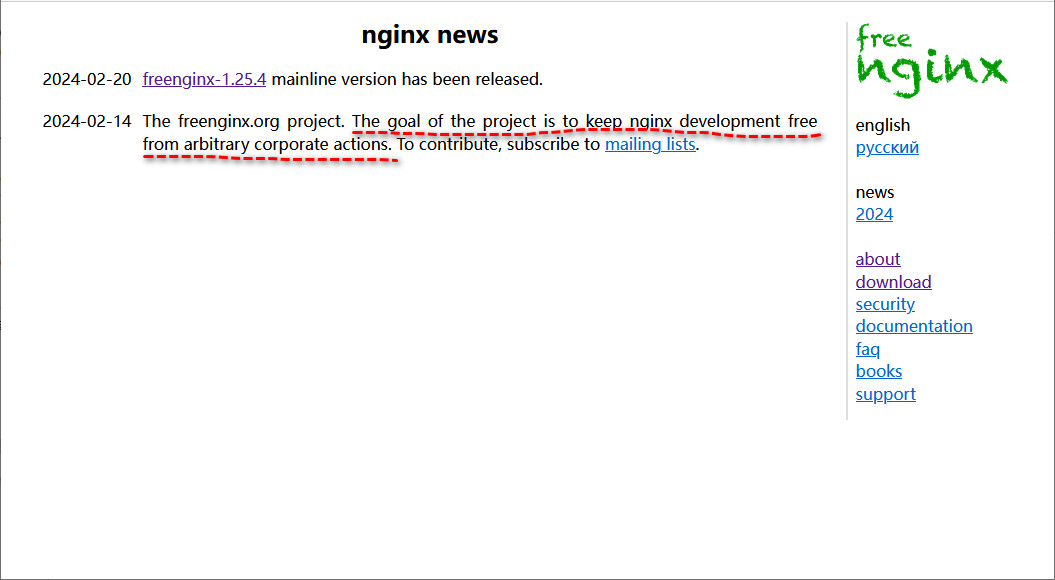 nginx news
2024-02-20 freenginx-1.25.4 mainline version has been released.
2024-02-14 The freenginx.org project. The goal of the project is to keep nginx development free
from arbitrary corporate actions. To contribute, subscribe to mailing lists.
free
nginx
english
русский
news
2024
about
download
security
documentation
faq
books
support